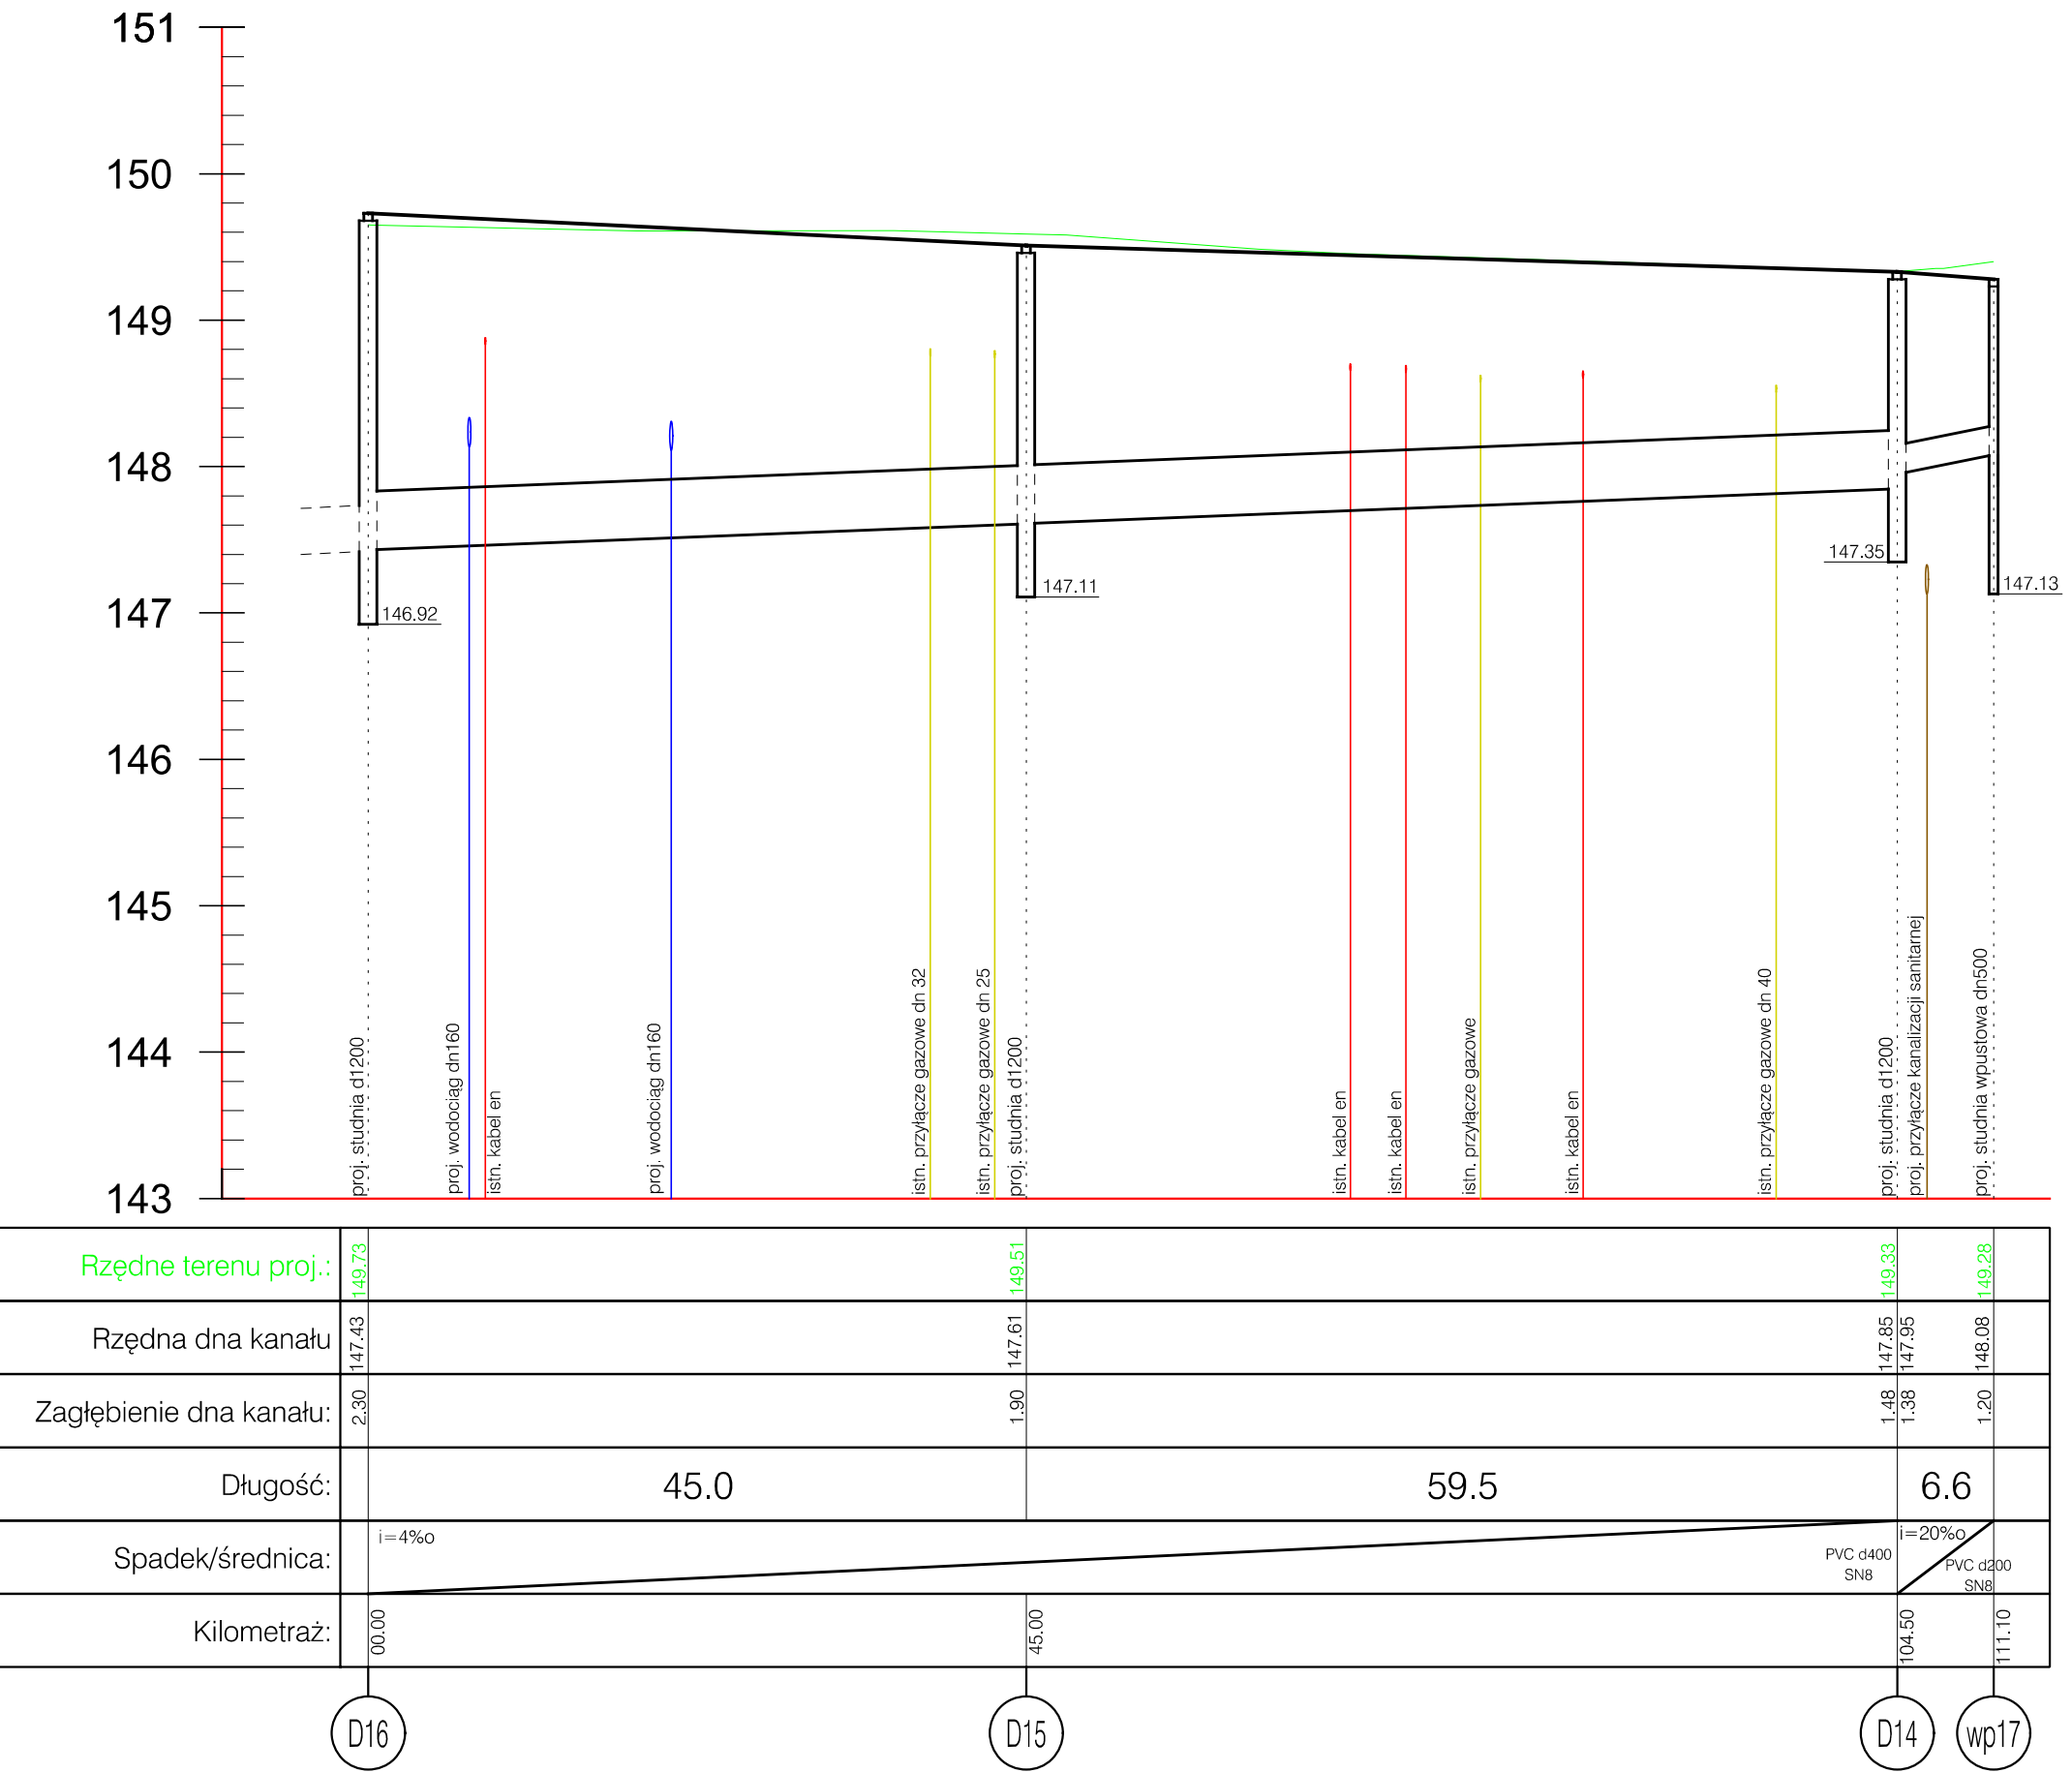 151
150
149
148
147
146
145
144
143
146.92
147.11
147.35
147.13
proj. studnia d1200
proj. wodociąg dn160
istn. kabel en
proj. wodociąg dn160
istn. przyłącze gazowe dn 32
istn. przyłącze gazowe dn 25
proj. studnia d1200
istn. kabel en
istn. kabel en
istn. przyłącze gazowe
istn. kabel en
istn. przyłącze gazowe dn 40
proj. studnia d1200
proj. przyłącze kanalizacji sanitarnej
proj. studnia wpustowa dn500
Rzędne terenu proj.: 149.73 149.51 149.33 149.28
Rzędna dna kanału 147.43 147.61 147.85 147.95 148.08
Zagłębienie dna kanału: 2.30 1.90 1.48 1.38 1.20
Długość: 45.0 59.5 6.6
Spadek/średnica:
i=4%o
PVC d400
SN8
i=20%o
PVC d200
SN8
Kilometraż: 00.00 45.00 104.50 111.10
D16 D15 D14 wp17